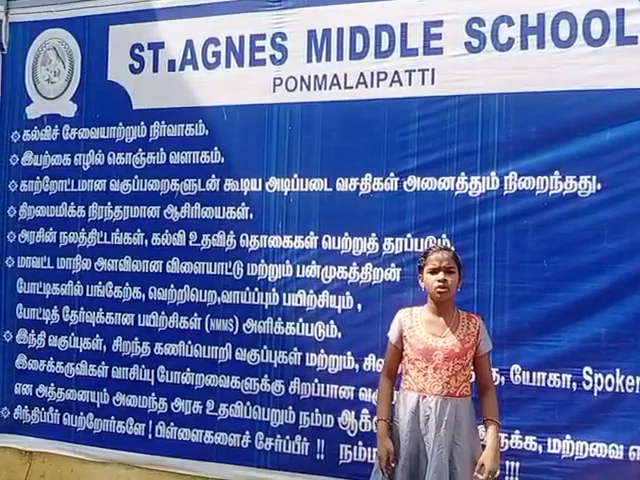 ST. AGNES MIDDLE SCHOOL
PONMALAIPATTI
கல்விச் சேவையாற்றும் நிர்வாகம்.
இயற்கை எழில் கொஞ்சும் வளாகம்.
காற்றோட்டமான வகுப்பறைகளுடன் கூடிய அடிப்படை வசதிகள் அனைத்தும் நிறைந்தது.
திறமைமிக்க நிரந்தரமான ஆசிரியைகள்.
அரசின் நலத்திட்டங்கள், கல்வி உதவித் தொகைகள் பெற்றுத் தரப்படும்.
மாவட்ட மாநில அளவிலான விளையாட்டு மற்றும் பன்முகத்திறன்
போட்டிகளில் பங்கேற்க, வெற்றிபெற,வாய்ப்பும் பயிற்சியும் ,
போட்டித் தேர்வுக்கான பயிற்சிகள் (NMMS) அளிக்கப்படும்.
இந்தி வகுப்புகள், சிறந்த கணிப்பொறி வகுப்புகள் மற்றும், யோகா, Spoken
இசைக்கருவிகள் வாசிப்பு போன்றவைகளுக்கு சிறப்பான
என அத்தனையும் அமைந்த அரசு உதவிப்பெறும் நம்ம மற்றவை
சிந்திப்பீர் பெற்றோர்களே ! பிள்ளைகளைச் சேர்ப்பீர் !! !!!